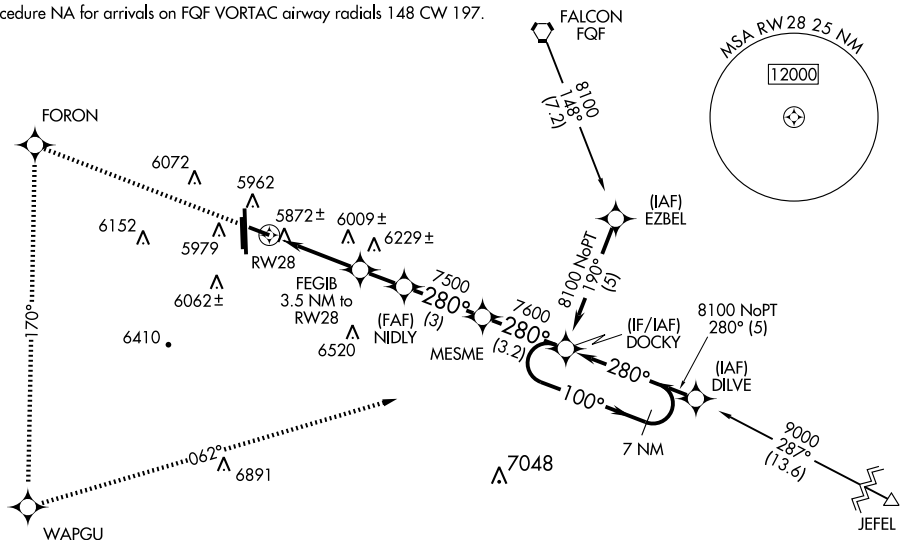 cedure NA for arrivals on FQF VORTAC airway radials 148 CW 197.
FALCON
FQF
MSA RW28 25 NM
12000
8100
148°
(7.2)
FORON
6072
5962
(IAF)
EZBEL
6152
5979
5872±
6009±
6229±
RW28
8100 NoPT
190°
(5)
6062±
FEGIB
3.5 NM to
RW28
7500
280°
(3)
7600
280°
(3.2)
8100 NoPT
280° (5)
(IF/IAF)
DOCKY
170°
6410
6520
(FAF)
NIDLY
MESME
280°
(IAF)
DILVE
100°
7 NM
9000
287°
(13.6)
062°
6891
7048
WAPGU
JEFEL